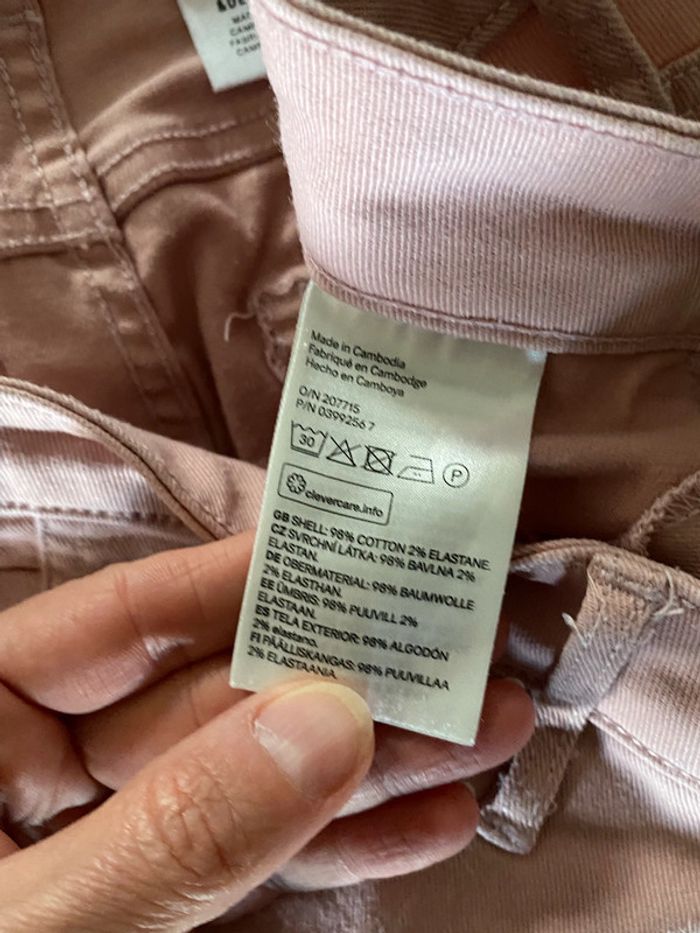 Made in Cambodia
Fabriqué en Cambodge
Hecho en Camboya
O/N 207715
P/N 0399256 7
30
P
clevercare.info
GB SHELL: 98% COTTON 2% ELASTANE.
CZ SVRCHNÍ LÁTKA: 98% BAVLNA 2%
ELASTAN.
DE OBERMATERIAL: 98% BAUMWOLLE
2% ELASTHAN.
EE ÜMBRIS: 98% PUUVILL 2%
ELASTAAN.
ES TELA EXTERIOR: 98% ALGODÓN
2% elastano.
FI PÄÄLLISKANGAS: 98% PUUVILLAA
2% ELASTAANIA.